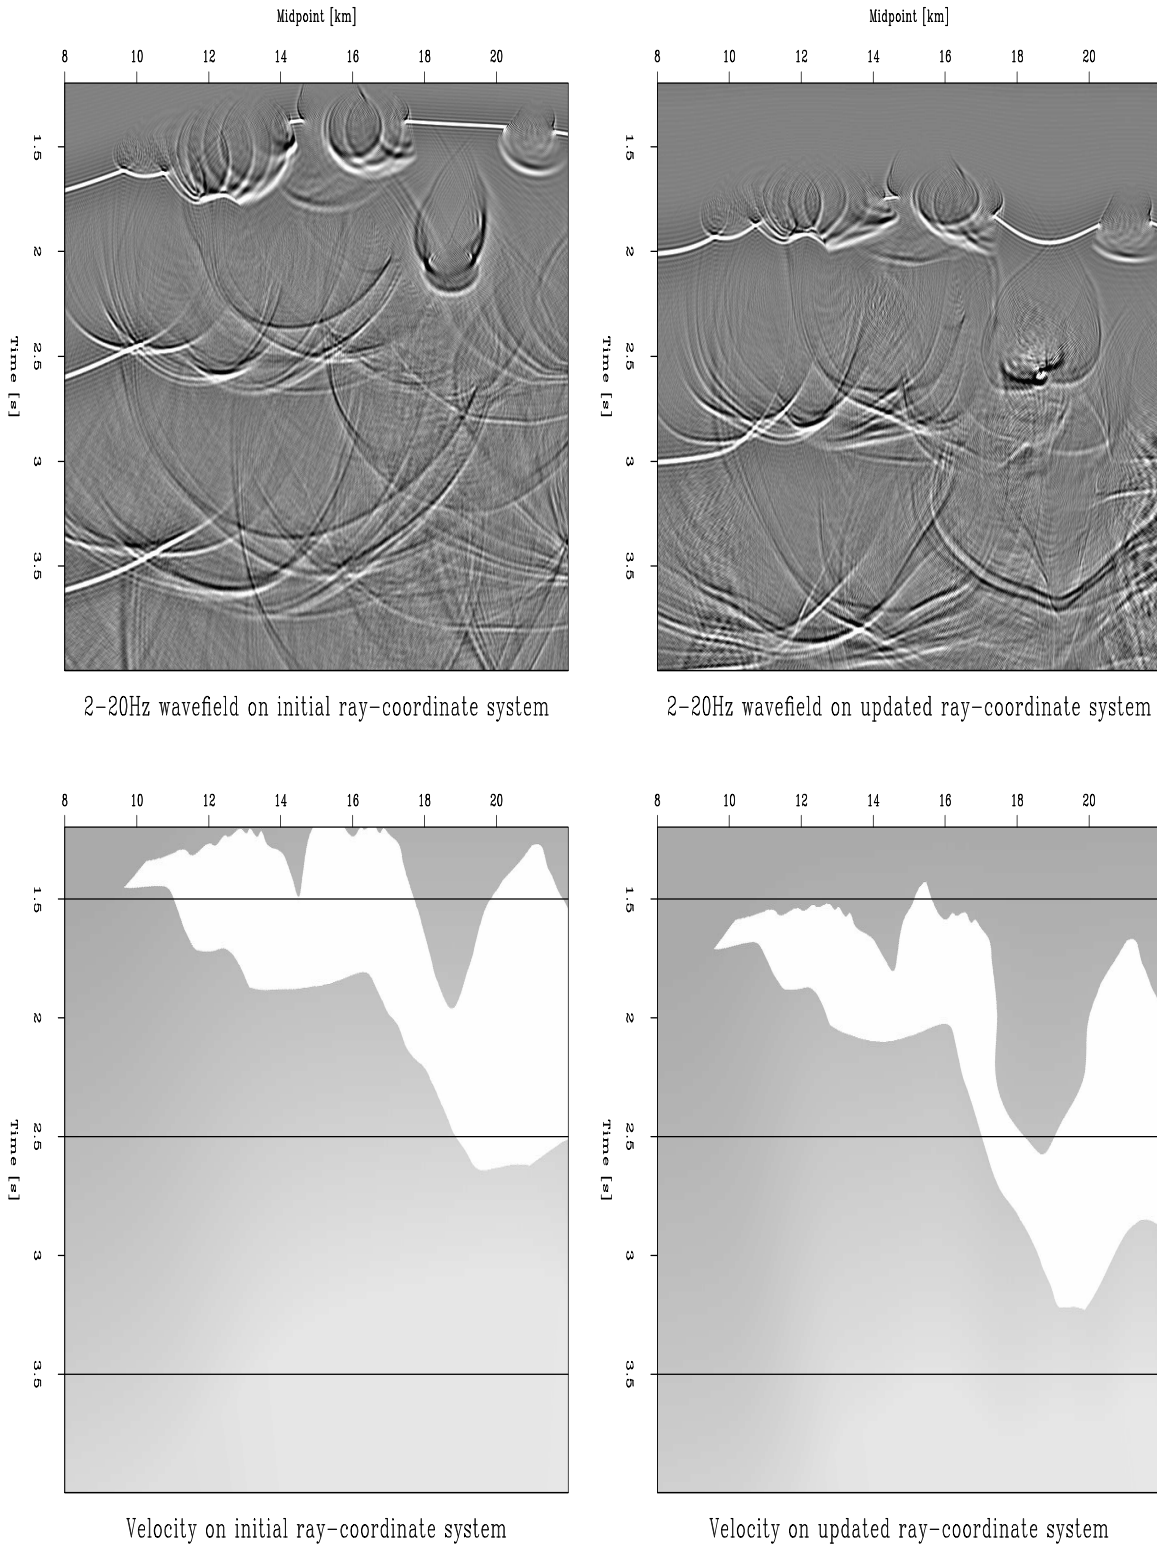 Midpoint [km]
8 10 12 14 16 18 20
1.5
2
2.5
3
3.5
Time [s]
2-20Hz wavefield on initial ray-coordinate system
Midpoint [km]
8 10 12 14 16 18 20
1.5
2
2.5
3
3.5
Time [s]
2-20Hz wavefield on updated ray-coordinate system
8 10 12 14 16 18 20
1.5
2
2.5
3
3.5
Time [s]
Velocity on initial ray-coordinate system
8 10 12 14 16 18 20
1.5
2
2.5
3
3.5
Time [s]
Velocity on updated ray-coordinate system